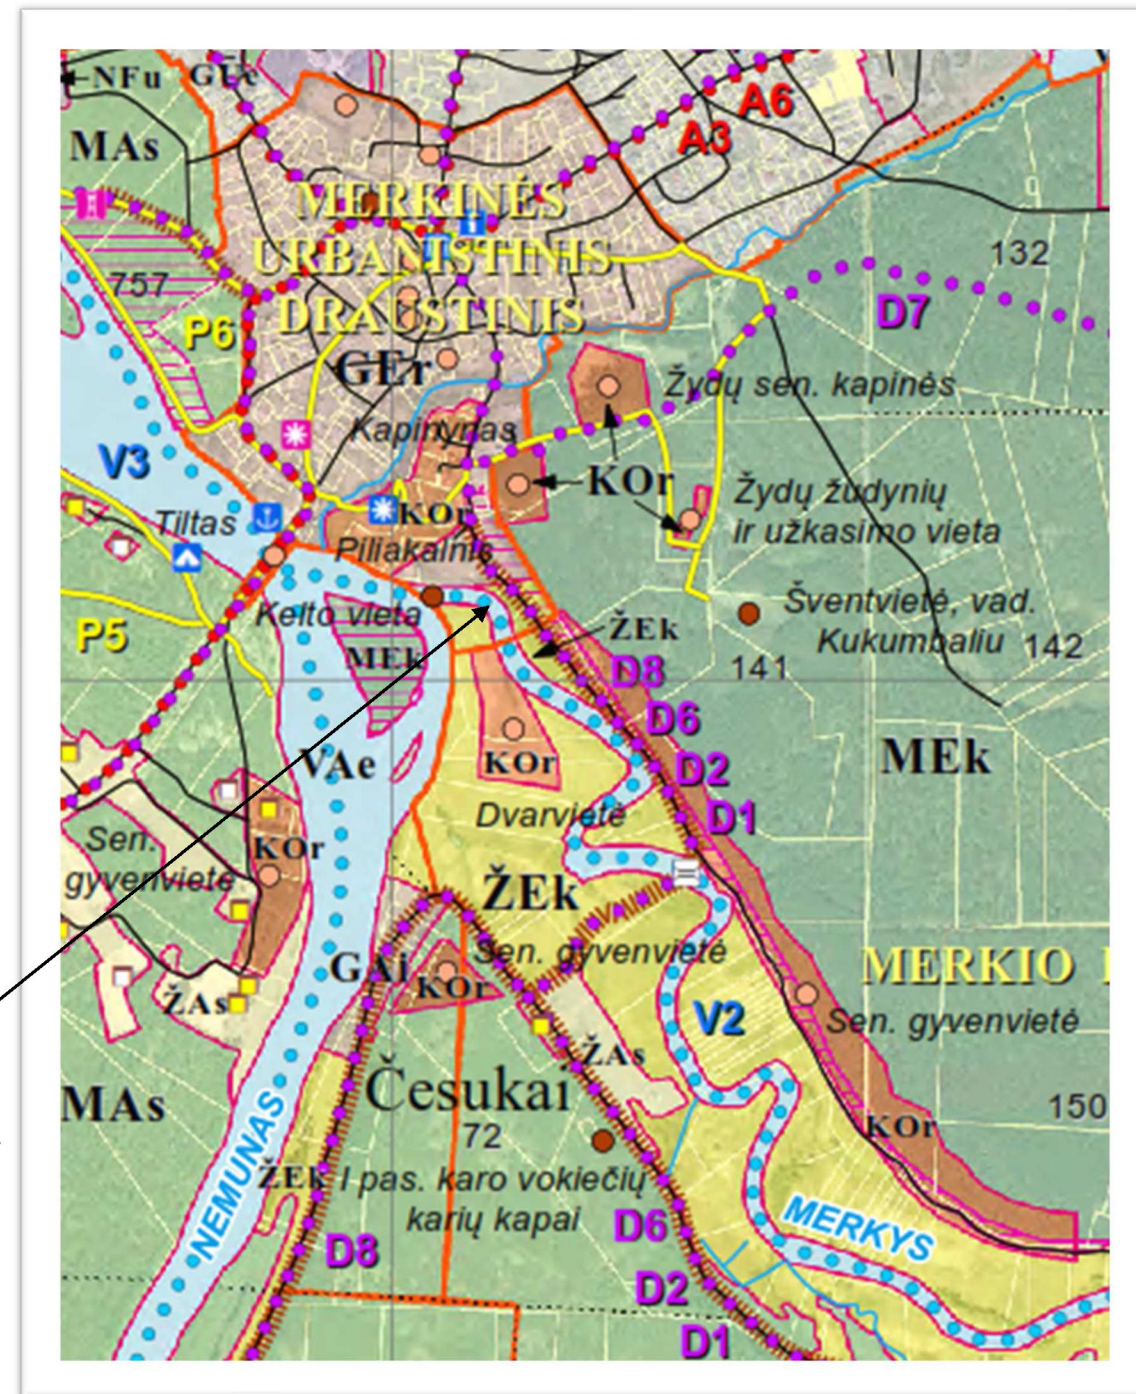 NFu
GUc
MAs
A6
A3
MERKINĖS
URBANISTINIS
DRAUSTINIS
757
132
D7
P6
GEr
Žydų sen. kapinės
Kapinynas
V3
KOr
Žydų žudynių
ir užkasimo vieta
Tiltas
KOr
Piliakalnis
Kelto vieta
Šventvietė, vad.
Kukumbaliu
142
P5
ŽEk
MEk
D8
141
D6
VAe
KOr
D2
MEk
Dvarvietė
D1
Sen.
gyvenvietė
KOr
ŽEk
Sen. gyvenvietė
GAi
KOr
MERKIO
ŽAs
V2
Sen. gyvenvietė
ŽAs
Česukai
MAs
72
150
KOr
NEMUNAS
ŽEk
I pas. karo vokiečių
karių kapai
D6
MERKYS
D8
D2
D1